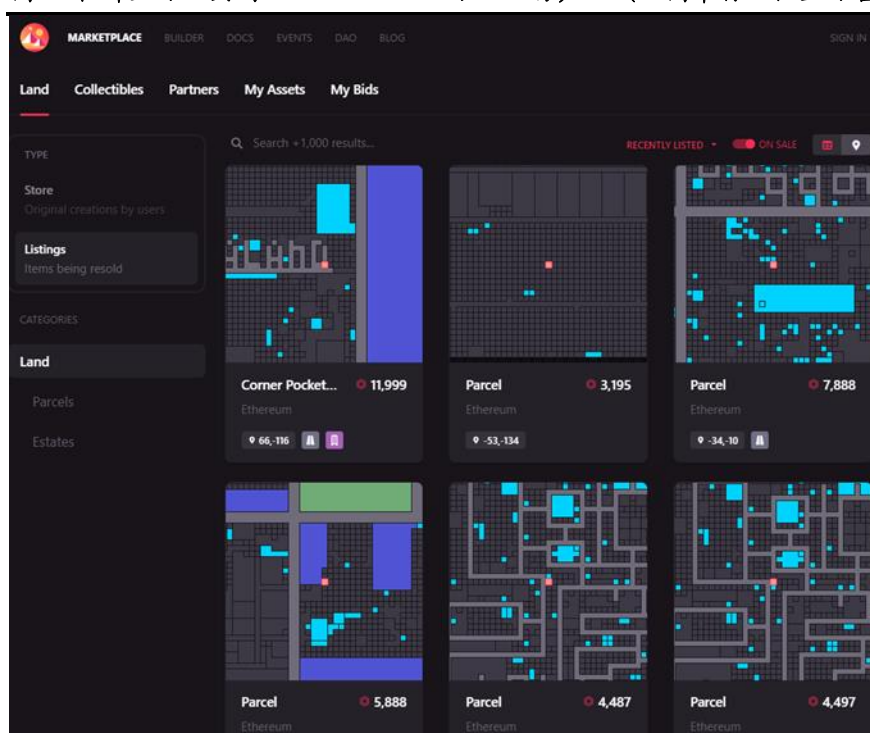 MARKETPLACE BUILDER DOCS EVENTS DAO BLOG SIGN IN
Land Collectibles Partners My Assets My Bids
TYPE
Search +1,000 results...
RECENTLY LISTED ON SALE
Store
Original creations by users
Listings
Items being resold
CATEGORIES
Land
Parcels
Estates
Corner Pocket... 11,999
Ethereum
66,-116
Parcel 3,195
Ethereum
-53,-134
Parcel 7,888
Ethereum
-34,-10
Parcel 5,888
Ethereum
Parcel 4,487
Ethereum
Parcel 4,497
Ethereum